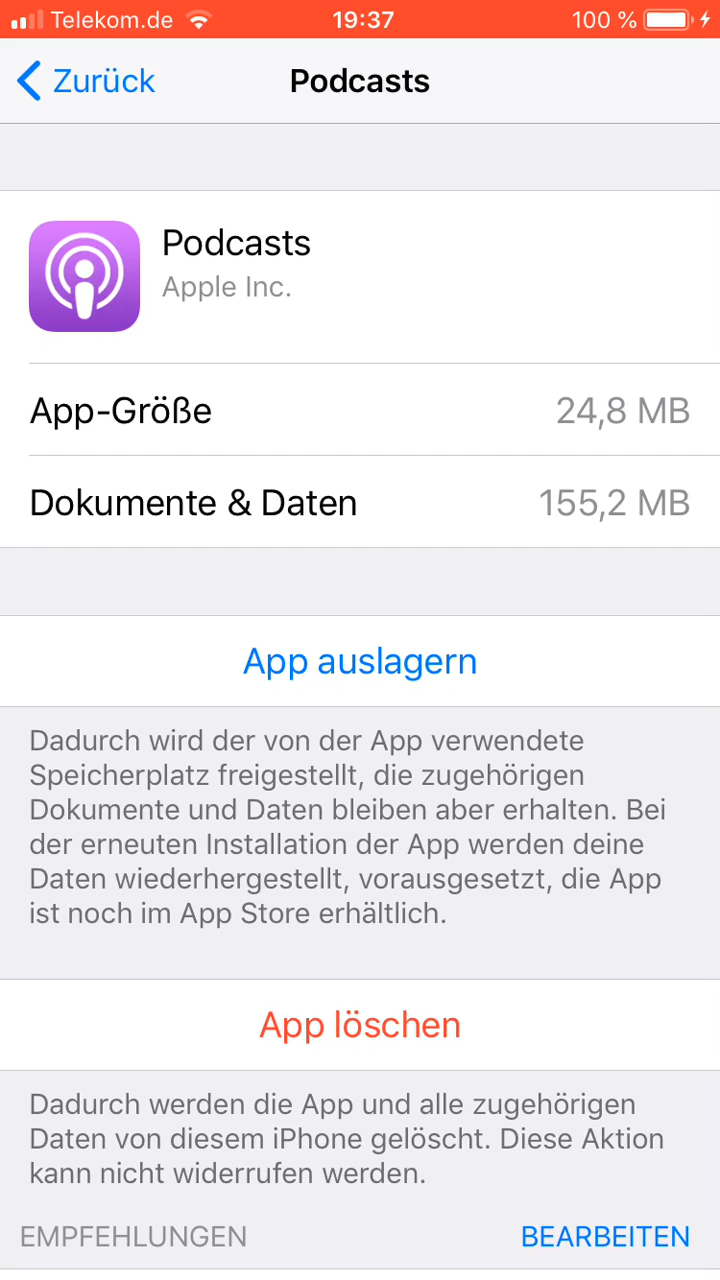 Telekom.de 19:37 100 %
Zurück Podcasts
Podcasts
Apple Inc.
App-Größe 24,8 MB
Dokumente & Daten 155,2 MB
App auslagern
Dadurch wird der von der App verwendete
Speicherplatz freigestellt, die zugehörigen
Dokumente und Daten bleiben aber erhalten. Bei
der erneuten Installation der App werden deine
Daten wiederhergestellt, vorausgesetzt, die App
ist noch im App Store erhältlich.
App löschen
Dadurch werden die App und alle zugehörigen
Daten von diesem iPhone gelöscht. Diese Aktion
kann nicht widerrufen werden.
EMPFEHLUNGEN BEARBEITEN